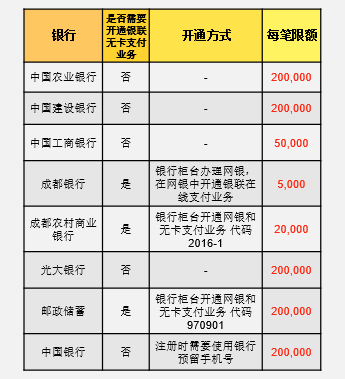 银行
是否需要
开通银联
无卡支付
业务
开通方式
每笔限额
中国农业银行
否
-
200,000
中国建设银行
否
-
200,000
中国工商银行
否
-
50,000
成都银行
是
银行柜台办理网银,
在网银中开通银联在
线支付业务
5,000
成都农村商业
银行
是
银行柜台开通网银和
无卡支付业务 代码
2016-1
20,000
光大银行
否
-
200,000
邮政储蓄
是
银行柜台开通网银和
无卡支付业务 代码
970901
200,000
中国银行
否
注册时需要使用银行
预留手机号
200,000